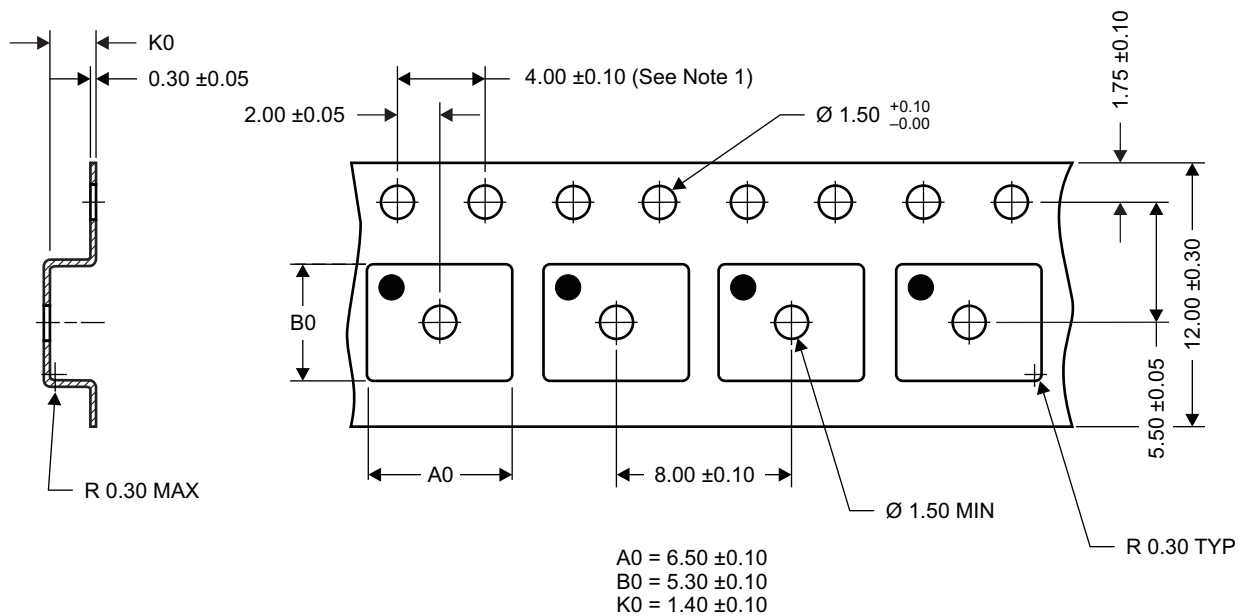 K0
0.30 ±0.05
4.00 ±0.10 (See Note 1)
2.00 ±0.05
Ø 1.50 +0.10 –0.00
1.75 ±0.10
B0
12.00 ±0.30
5.50 ±0.05
A0
8.00 ±0.10
R 0.30 MAX
Ø 1.50 MIN
R 0.30 TYP
A0 = 6.50 ±0.10
B0 = 5.30 ±0.10
K0 = 1.40 ±0.10